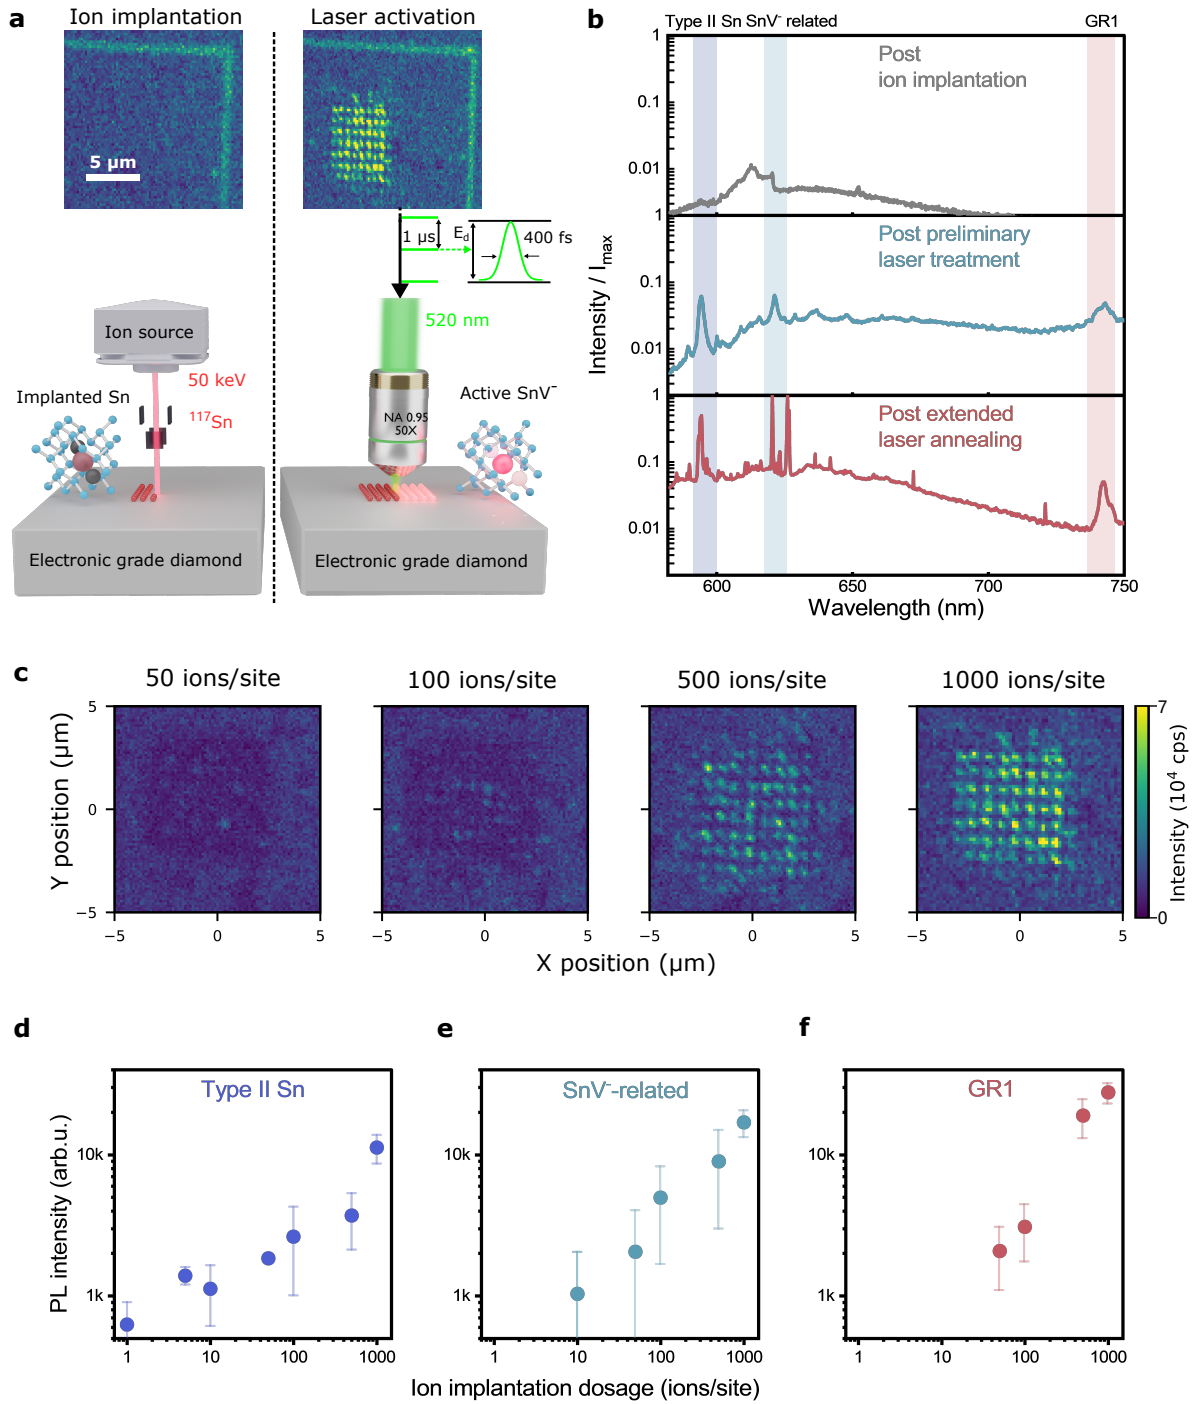 a
Ion implantation
Laser activation
5 µm
1 µs
E_d
400 fs
520 nm
Ion source
50 keV
Implanted Sn
¹¹⁷Sn
NA 0.95
50X
Active SnV⁻
Electronic grade diamond
Electronic grade diamond
b
Type II Sn SnV⁻ related
GR1
Post
ion implantation
Post preliminary
laser treatment
Post extended
laser annealing
1
0.1
0.01
1
0.1
0.01
1
0.1
0.01
Intensity / I_max
600
650
700
750
Wavelength (nm)
c
50 ions/site
100 ions/site
500 ions/site
1000 ions/site
5
0
−5
Y position (µm)
−5 0 5
−5 0 5
−5 0 5
−5 0 5
X position (µm)
7
0
Intensity (10⁴ cps)
d
Type II Sn
10k
1k
PL intensity (arb.u.)
1 10 100 1000
e
SnV⁻-related
10k
1k
1 10 100 1000
f
GR1
10k
1k
1 10 100 1000
Ion implantation dosage (ions/site)